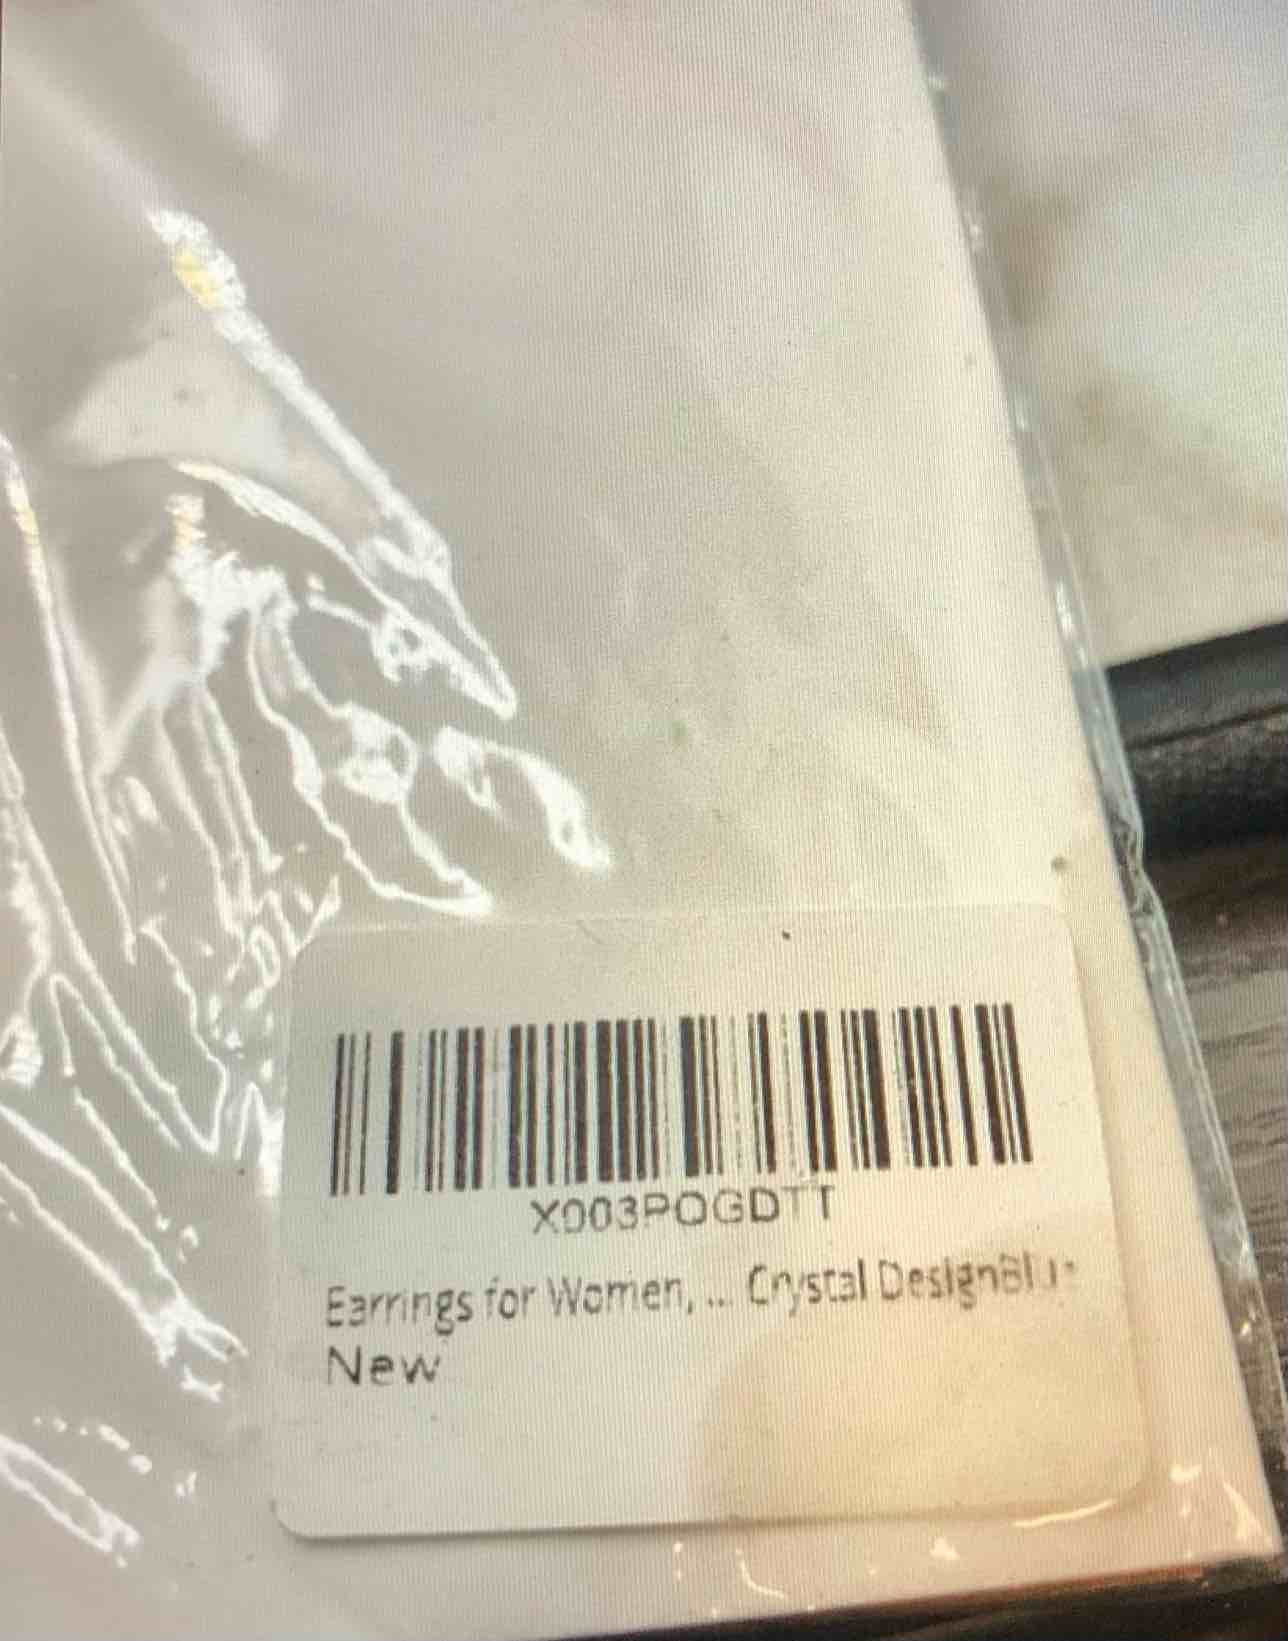 X003POGDTT
Earrings for Women, ... Crystal Design
New